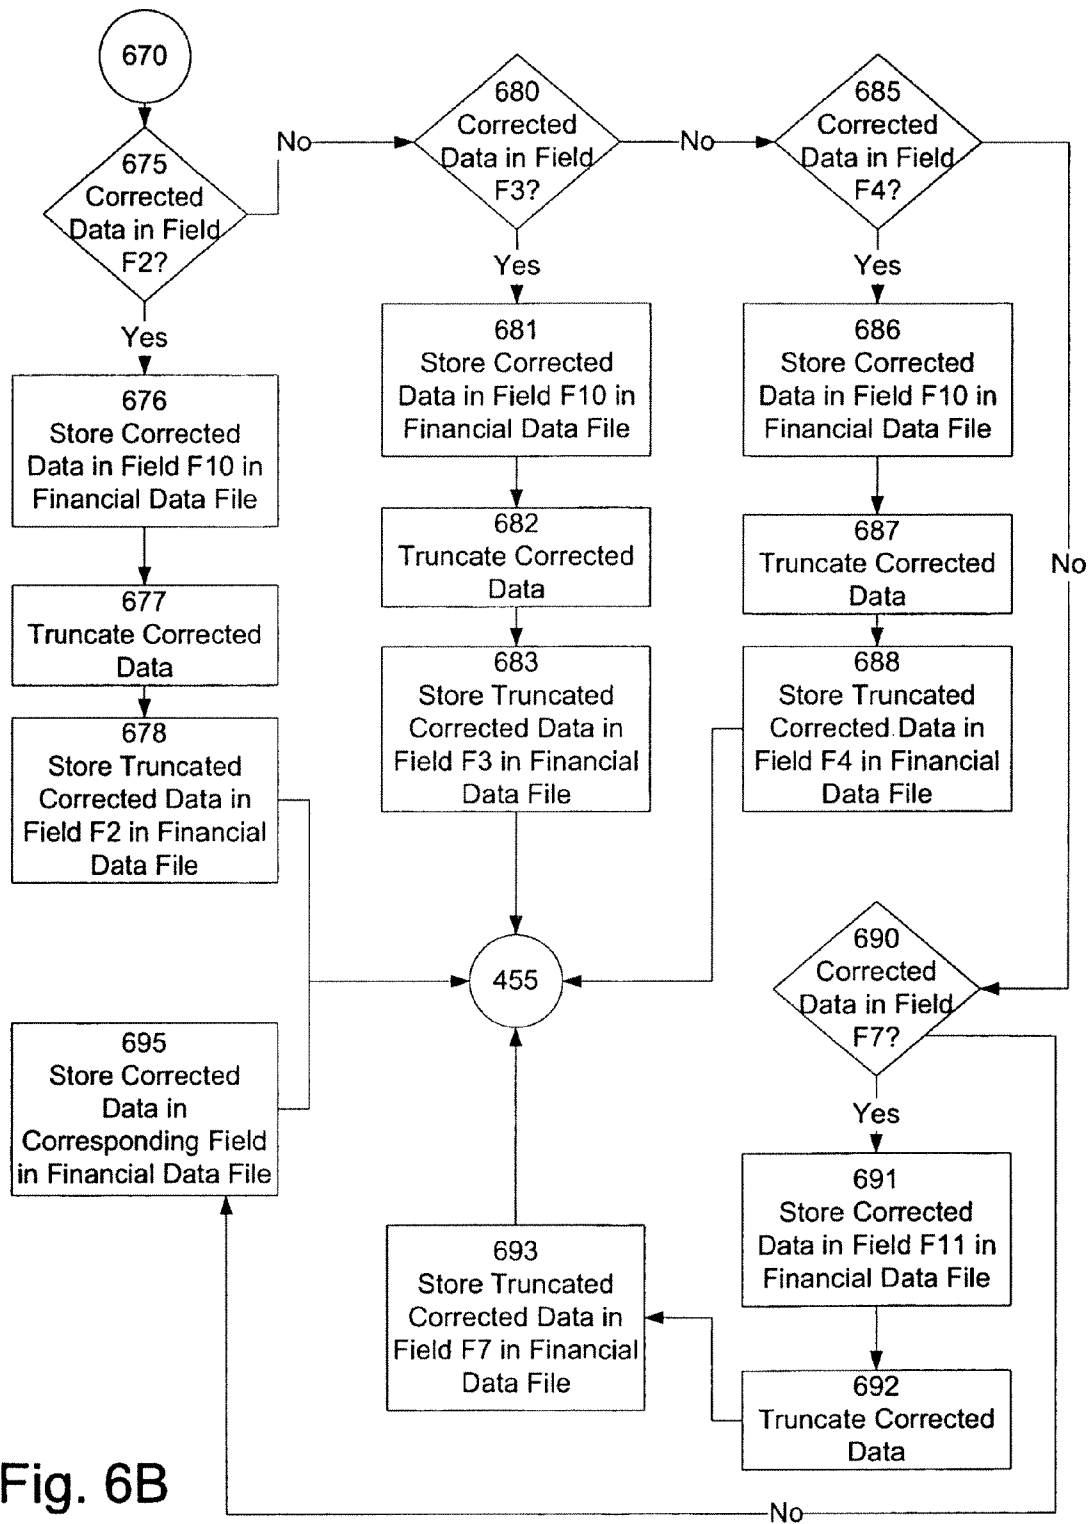 670
675
Corrected
Data in Field
F2?
No
680
Corrected
Data in Field
F3?
No
685
Corrected
Data in Field
F4?
Yes
676
Store Corrected
Data in Field F10 in
Financial Data File
677
Truncate Corrected
Data
678
Store Truncated
Corrected Data in
Field F2 in Financial
Data File
Yes
681
Store Corrected
Data in Field F10 in
Financial Data File
682
Truncate Corrected
Data
683
Store Truncated
Corrected Data in
Field F3 in Financial
Data File
Yes
686
Store Corrected
Data in Field F10 in
Financial Data File
687
Truncate Corrected
Data
688
Store Truncated
Corrected Data in
Field F4 in Financial
Data File
No
455
690
Corrected
Data in Field
F7?
Yes
691
Store Corrected
Data in Field F11 in
Financial Data File
692
Truncate Corrected
Data
693
Store Truncated
Corrected Data in
Field F7 in Financial
Data File
695
Store Corrected
Data in
Corresponding Field
in Financial Data File
No
Fig. 6B